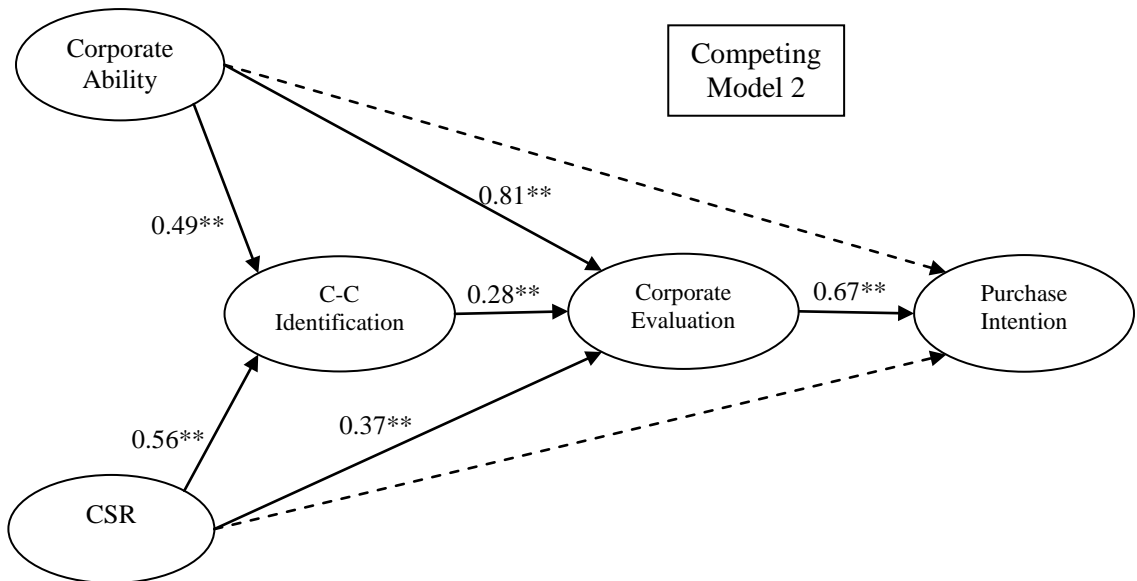 Corporate
Ability
Competing
Model 2
0.81**
0.49**
C-C
Identification
0.28**
Corporate
Evaluation
0.67**
Purchase
Intention
0.56**
0.37**
CSR